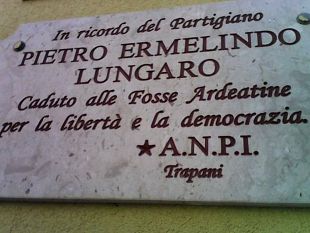 In ricordo del Partigiano
PIETRO ERMELINDO
LUNGARO
Caduto alle Fosse Ardeatine
per la libertà e la democrazia.
★ A.N.P.I.
Trapani